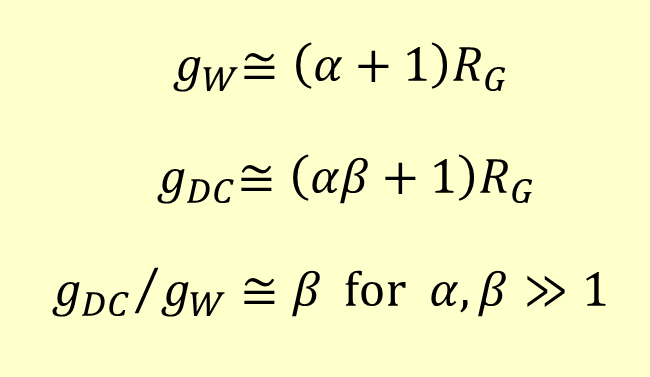 g_W≅ (α + 1)R_G
g_DC≅ (αβ + 1)R_G
g_DC/g_W ≅ β for α, β ≫ 1